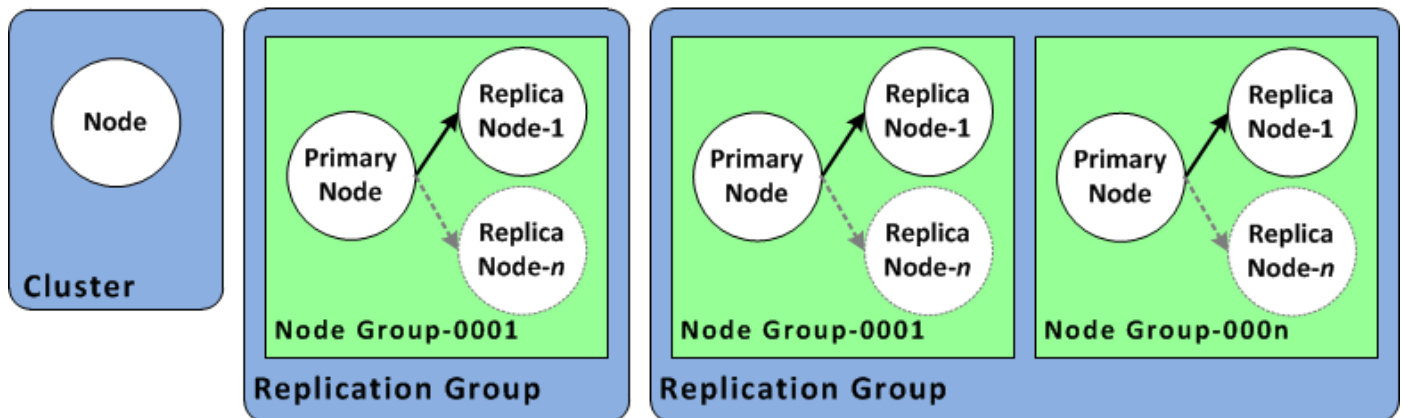 Node
Cluster
Primary
Node
Replica
Node-1
Replica
Node-n
Node Group-0001
Replication Group
Primary
Node
Replica
Node-1
Replica
Node-n
Node Group-0001
Primary
Node
Replica
Node-1
Replica
Node-n
Node Group-000n
Replication Group